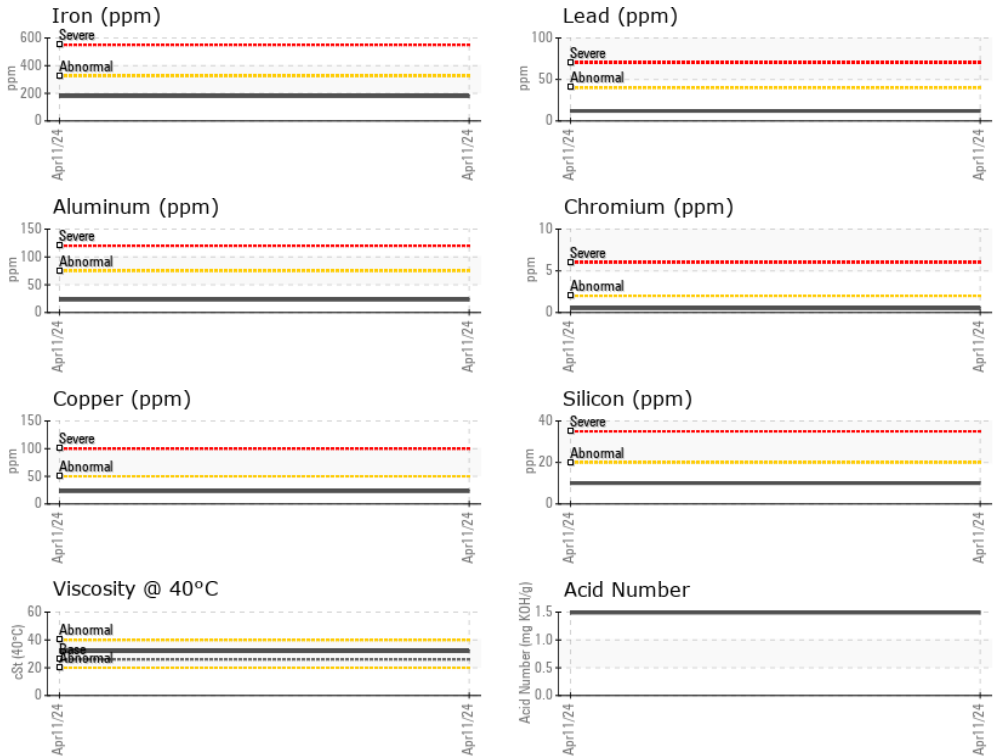 Iron (ppm)
600
Severe
400
Abnormal
200
0
ppm
Apr11/24
Apr11/24
Lead (ppm)
100
Severe
50
Abnormal
0
ppm
Apr11/24
Apr11/24
Aluminum (ppm)
150
Severe
100
Abnormal
50
0
ppm
Apr11/24
Apr11/24
Chromium (ppm)
10
Severe
5
Abnormal
0
ppm
Apr11/24
Apr11/24
Copper (ppm)
150
Severe
100
Abnormal
50
0
ppm
Apr11/24
Apr11/24
Silicon (ppm)
40
Severe
20
Abnormal
0
ppm
Apr11/24
Apr11/24
Viscosity @ 40°C
60
Abnormal
40
Base
Abnormal
20
0
cSt (40°C)
Apr11/24
Apr11/24
Acid Number
1.5
1.0
0.5
0.0
Acid Number (mg KOH/g)
Apr11/24
Apr11/24